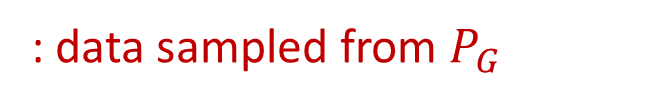 : data sampled from $P_G$